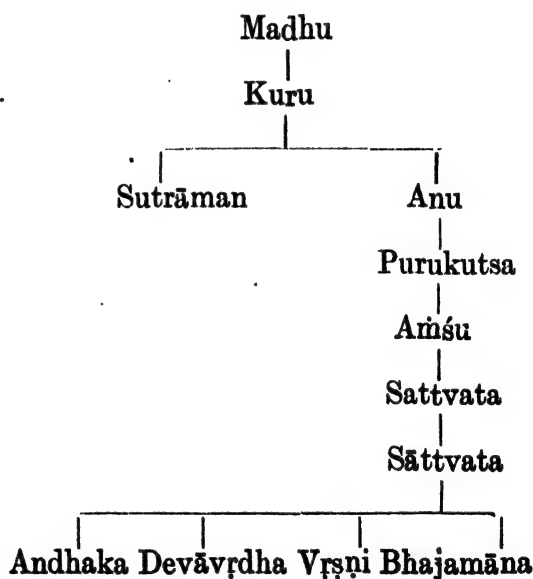 Madhu
Kuru
Sutrāman Anu
Purukutsa
Aṁśu
Sattvata
Sāttvata
Andhaka Devāvṛdha Vṛṣṇi Bhajamāna